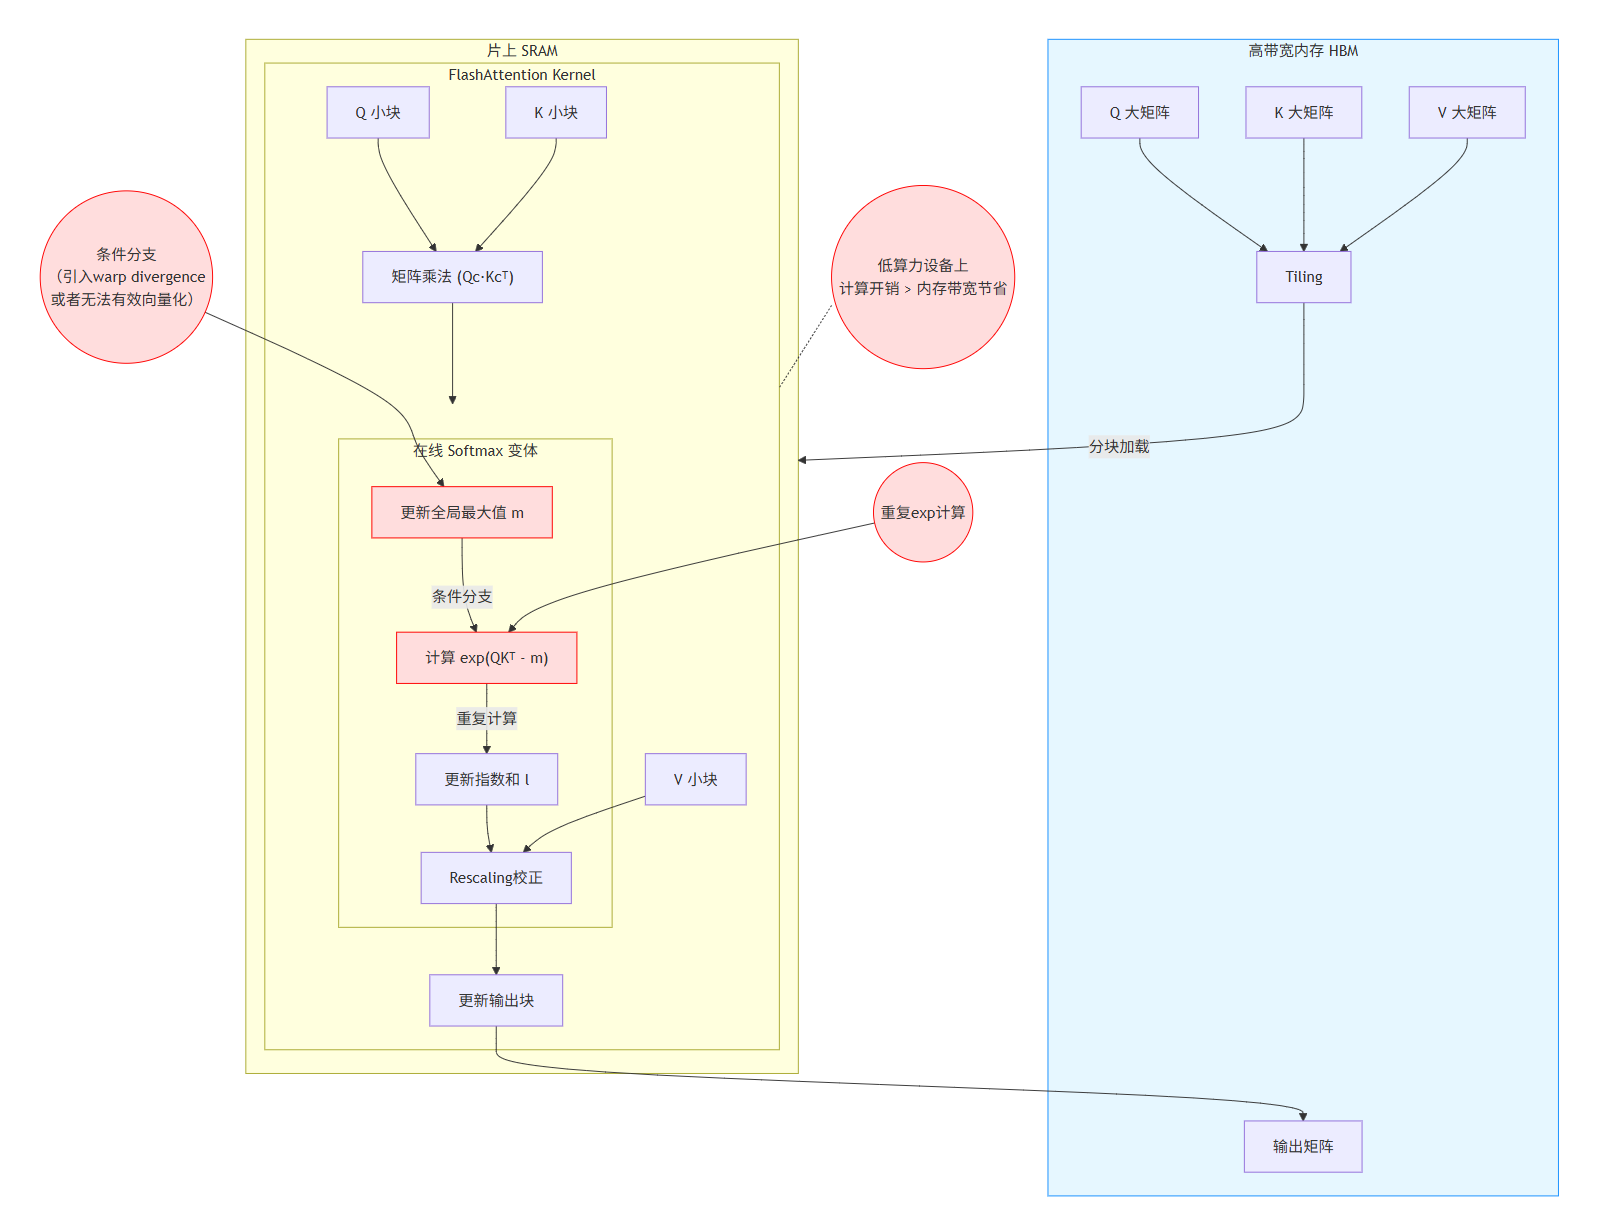 片上 SRAM
FlashAttention Kernel
Q 小块
K 小块
矩阵乘法 (Qc·Kcᵀ)
条件分支
（引入warp divergence
或者无法有效向量化）
在线 Softmax 变体
更新全局最大值 m
条件分支
计算 exp(QKᵀ - m)
重复计算
更新指数和 l
V 小块
Rescaling校正
更新输出块
低算力设备上
计算开销 > 内存带宽节省
重复exp计算
高带宽内存 HBM
Q 大矩阵
K 大矩阵
V 大矩阵
Tiling
分块加载
输出矩阵